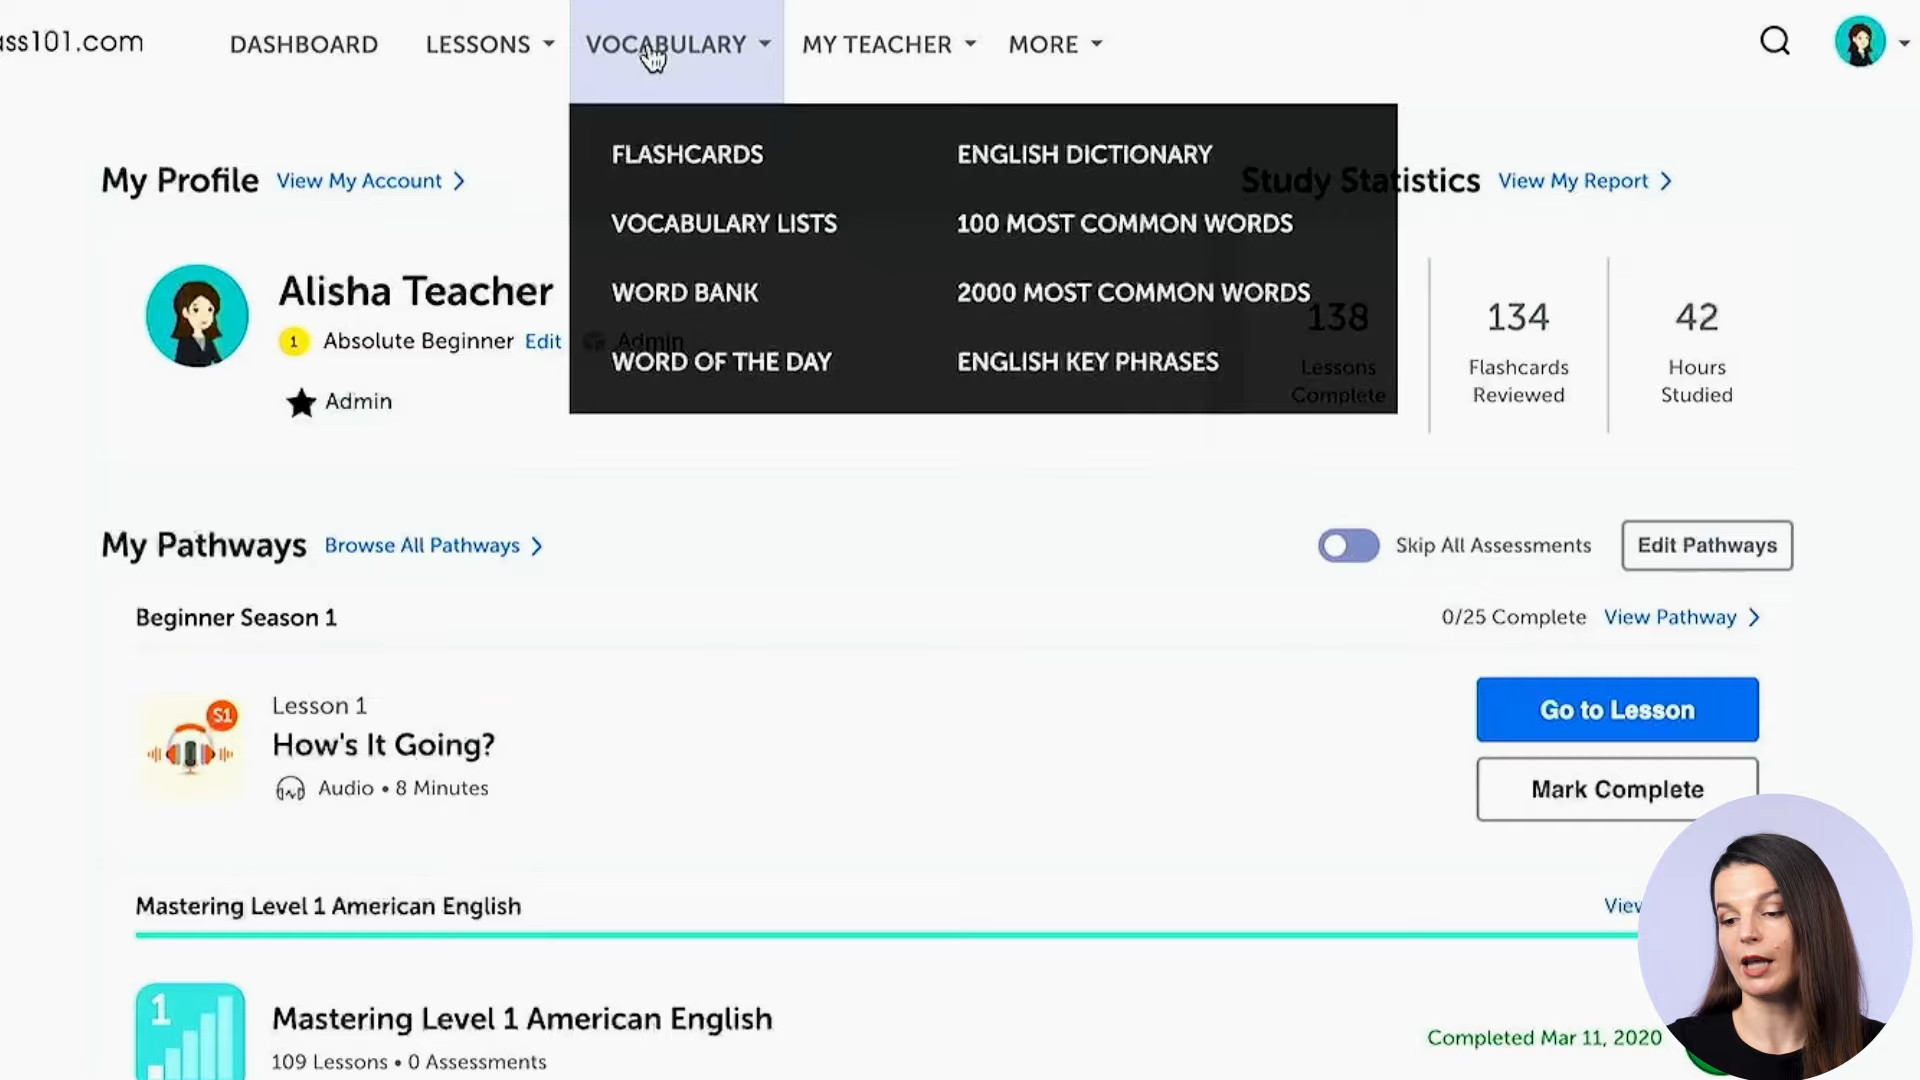 ss101.com
DASHBOARD
LESSONS
VOCABULARY
MY TEACHER
MORE
FLASHCARDS
ENGLISH DICTIONARY
VOCABULARY LISTS
100 MOST COMMON WORDS
WORD BANK
2000 MOST COMMON WORDS
WORD OF THE DAY
ENGLISH KEY PHRASES
My Profile
View My Account
Study Statistics
View My Report
Alisha Teacher
1
Absolute Beginner
Edit
Admin
Admin
138
Lessons
Complete
134
Flashcards
Reviewed
42
Hours
Studied
My Pathways
Browse All Pathways
Skip All Assessments
Edit Pathways
Beginner Season 1
0/25 Complete
View Pathway
S1
Lesson 1
How's It Going?
Audio • 8 Minutes
Go to Lesson
Mark Complete
Mastering Level 1 American English
View
1
Mastering Level 1 American English
109 Lessons • 0 Assessments
Completed Mar 11, 2020